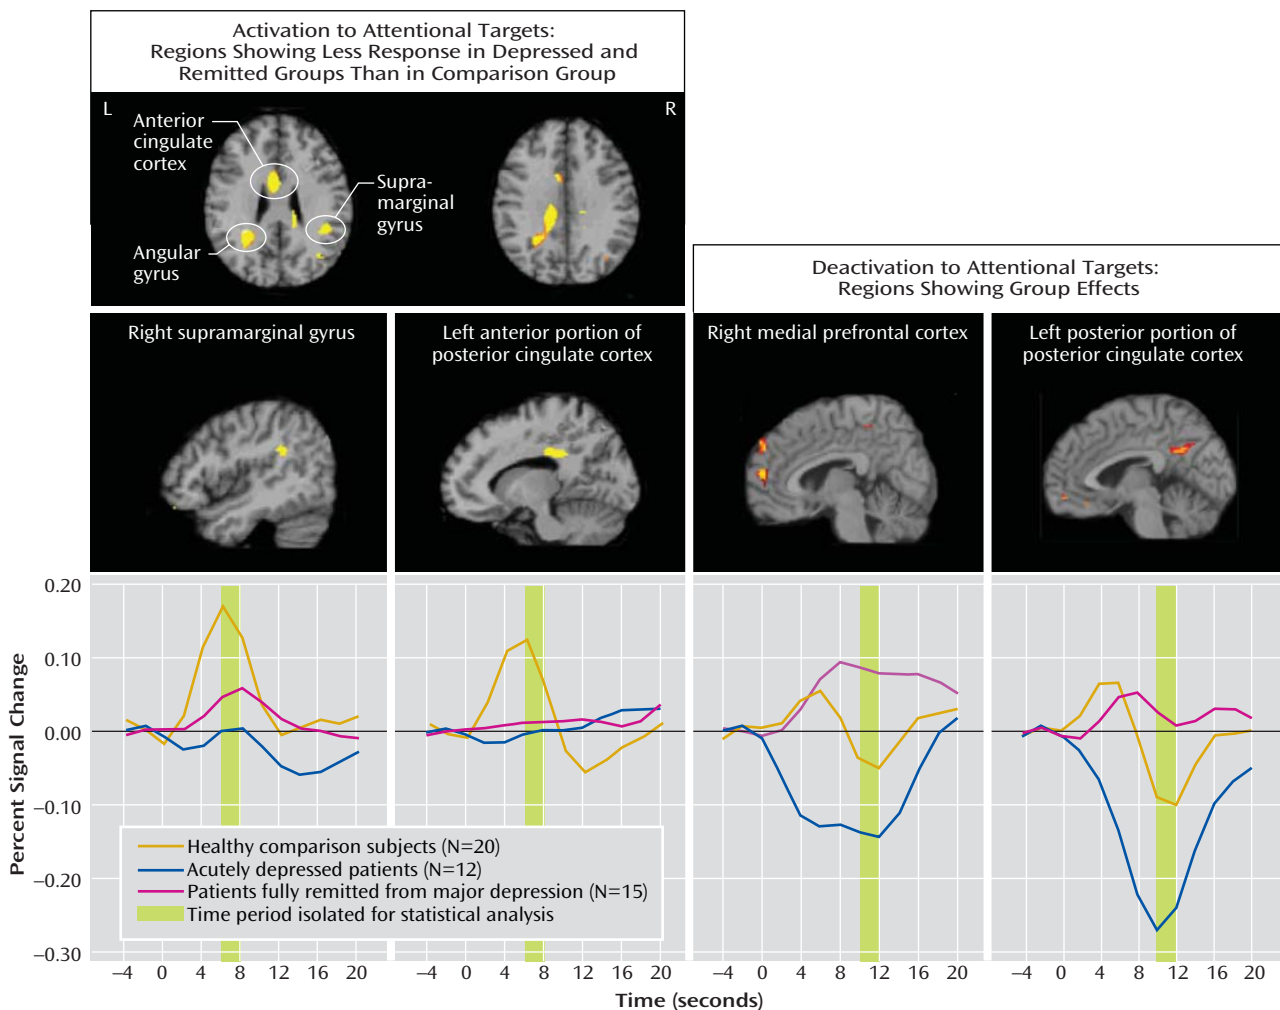 Activation to Attentional Targets:
Regions Showing Less Response in Depressed and
Remitted Groups Than in Comparison Group
L
R
Anterior
cingulate
cortex
Supra-
marginal
gyrus
Angular
gyrus
Deactivation to Attentional Targets:
Regions Showing Group Effects
Right supramarginal gyrus
Left anterior portion of
posterior cingulate cortex
Right medial prefrontal cortex
Left posterior portion of
posterior cingulate cortex
Percent Signal Change
0.20
0.10
0.00
−0.10
−0.20
−0.30
Healthy comparison subjects (N=20)
Acutely depressed patients (N=12)
Patients fully remitted from major depression (N=15)
Time period isolated for statistical analysis
−4 0 4 8 12 16 20
−4 0 4 8 12 16 20
−4 0 4 8 12 16 20
−4 0 4 8 12 16 20
Time (seconds)